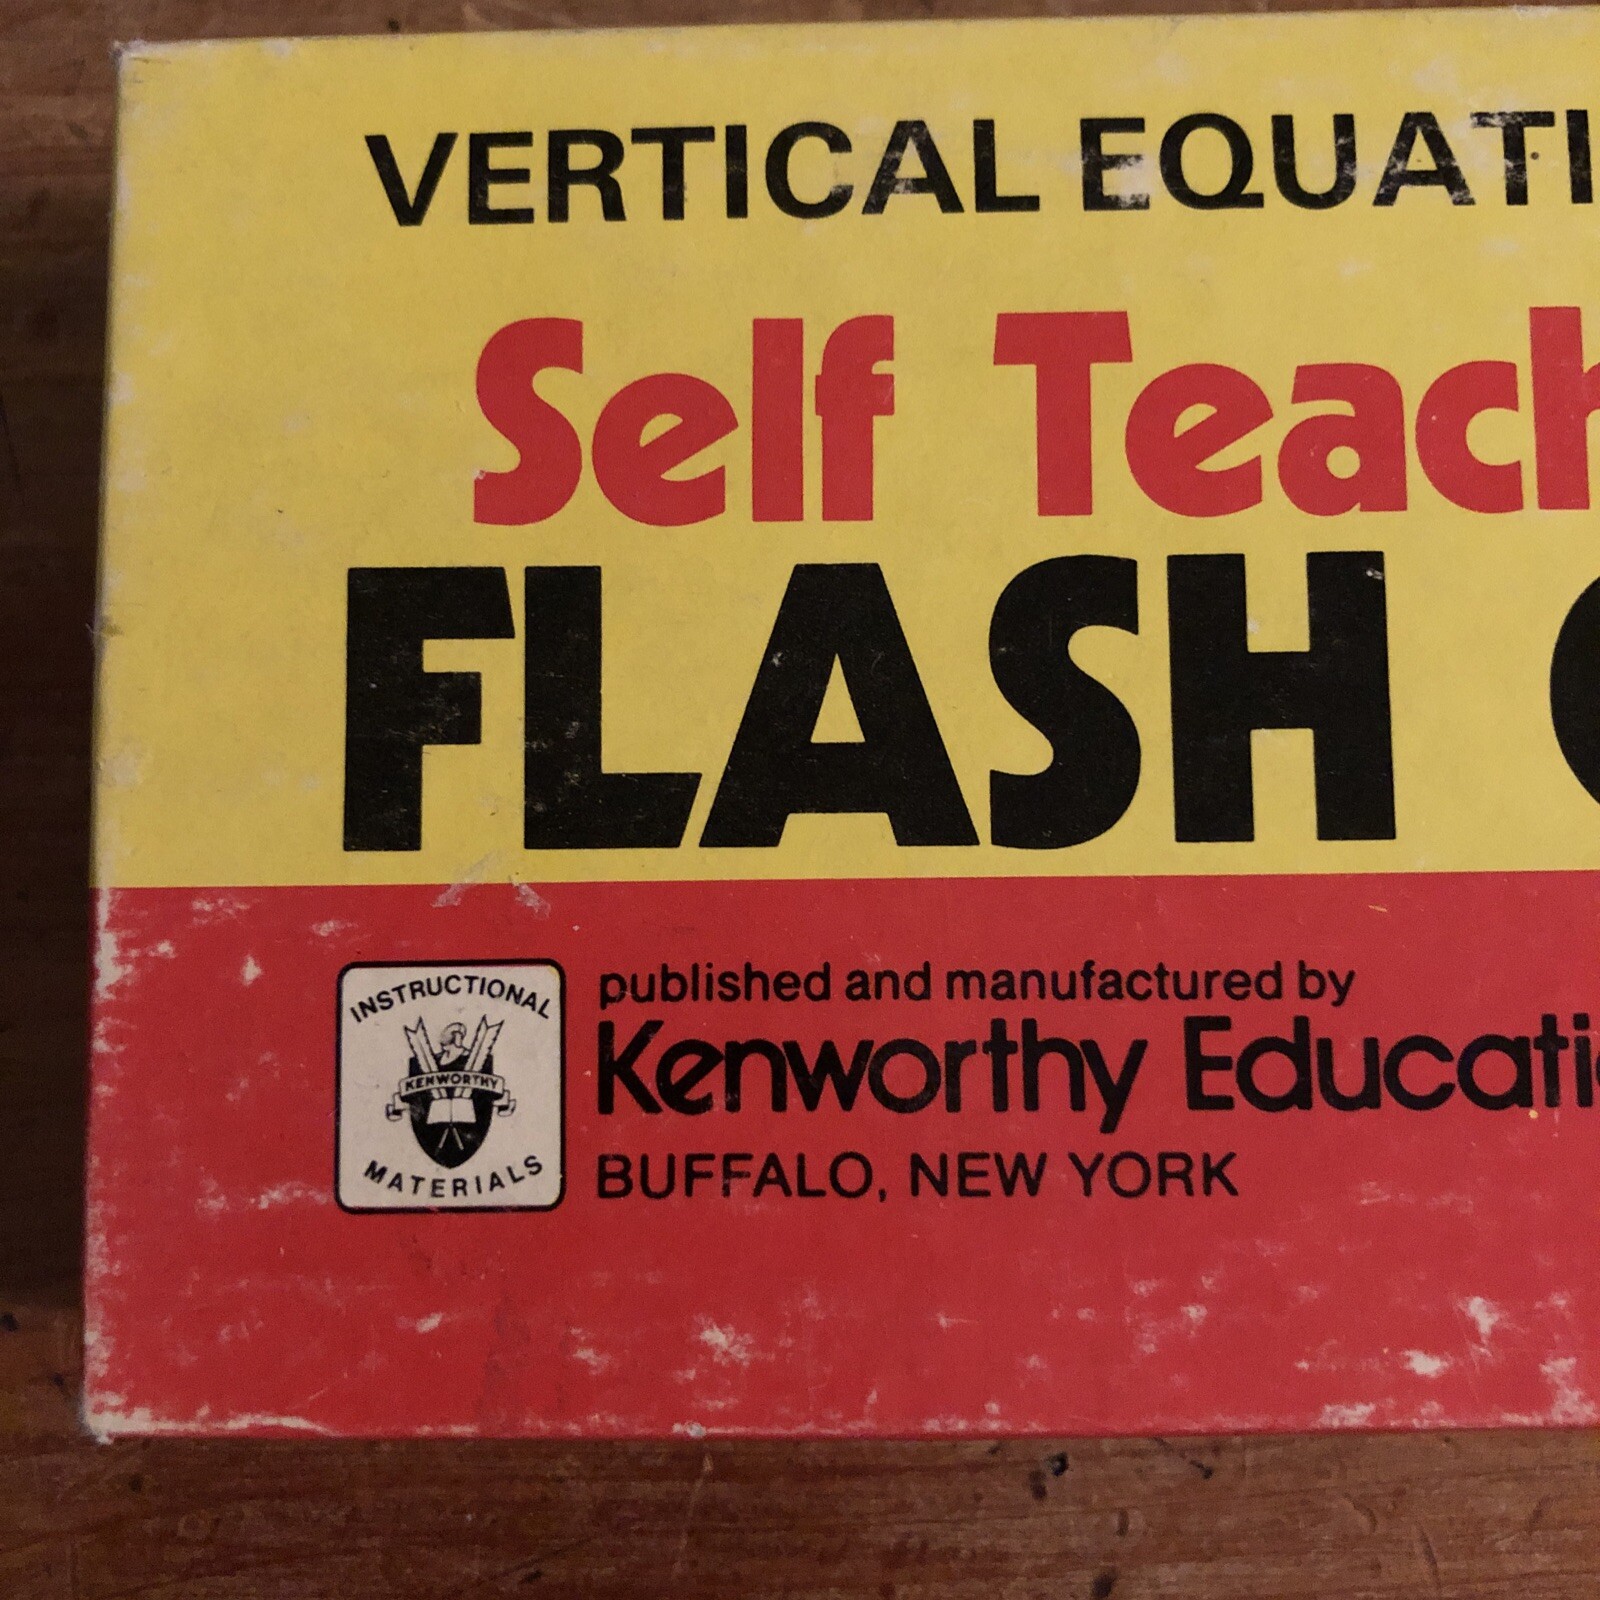 VERTICAL EQUATI
Self Teach
FLASH C
INSTRUCTIONAL
KENWORTHY
MATERIALS
published and manufactured by
Kenworthy Educati
BUFFALO, NEW YORK